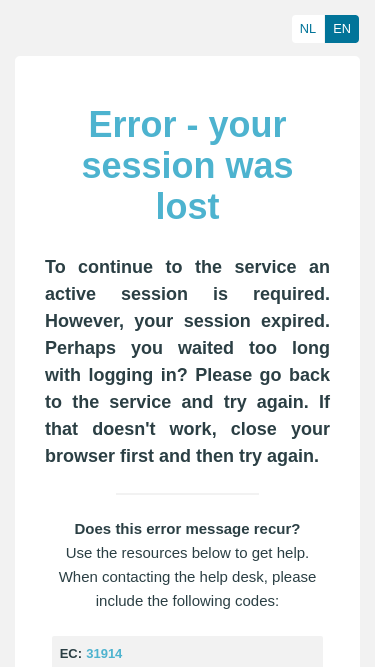 NL EN
Error - your
session was
lost
To continue to the service an
active session is required.
However, your session expired.
Perhaps you waited too long
with logging in? Please go back
to the service and try again. If
that doesn't work, close your
browser first and then try again.
Does this error message recur?
Use the resources below to get help.
When contacting the help desk, please
include the following codes:
EC: 31914